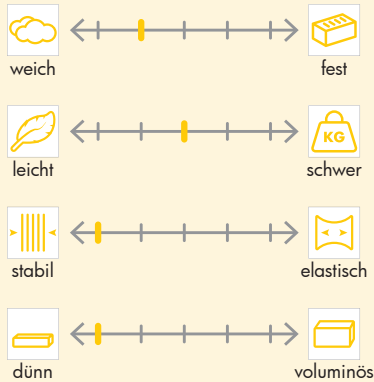 weich fest
KG
leicht schwer
stabil elastisch
dünn voluminös